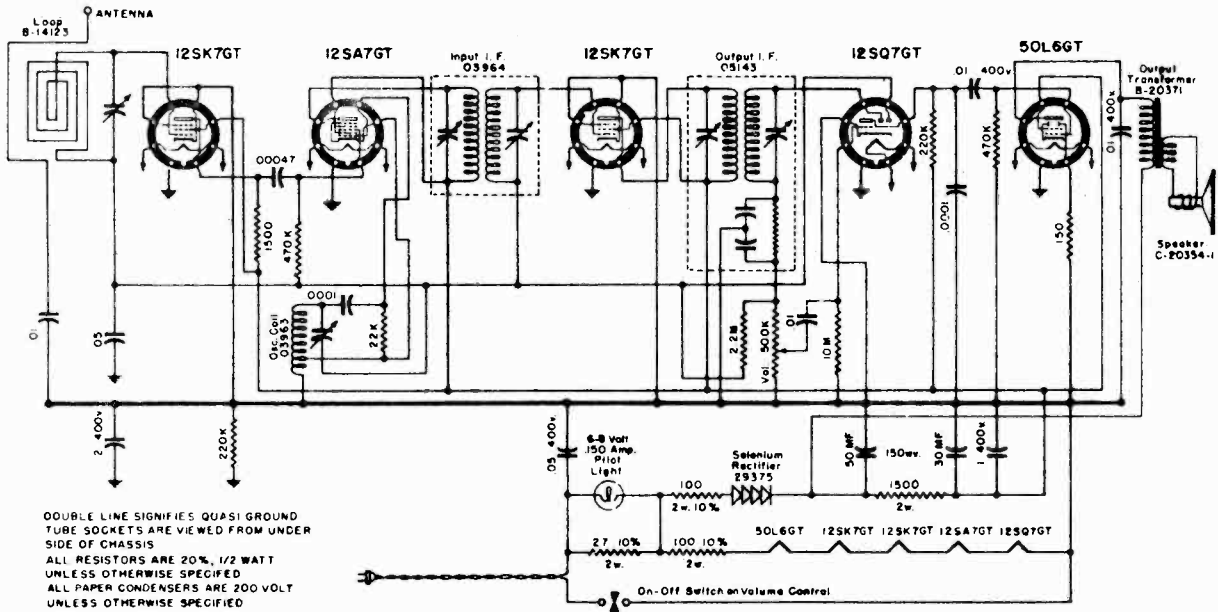 ANTENNA
Loop
B-14123
12SK7GT
12SA7GT
Input I. F.
03964
12SK7GT
Output I. F.
05143
12SQ7GT
50L6GT
Output
Transformer
B-20371
.01 400v
220K
470K
.01 400v
.00047
1500
470K
.0001
150
Speaker
C-20354-1
.01
.05
.0001
22K
Osc. Coil
03963
2.2M
Vol. 500K
.01
10M
.2 400v
220K
.05 400v.
6-8 Volt
.150 Amp.
Pilot
Light
Selenium
Rectifier
29375
50 MF
150wv.
30MF
.1 400v
100
2w. 10%
1500
2w.
27 10%
2w.
100 10%
2w.
50L6GT
12SK7GT
12SK7GT
12SA7GT
12SQ7GT
On-Off Switch on Volume Control
DOUBLE LINE SIGNIFIES QUASI GROUND
TUBE SOCKETS ARE VIEWED FROM UNDER
SIDE OF CHASSIS
ALL RESISTORS ARE 20%, 1/2 WATT
UNLESS OTHERWISE SPECIFED
ALL PAPER CONDENSERS ARE 200 VOLT
UNLESS OTHERWISE SPECIFIED